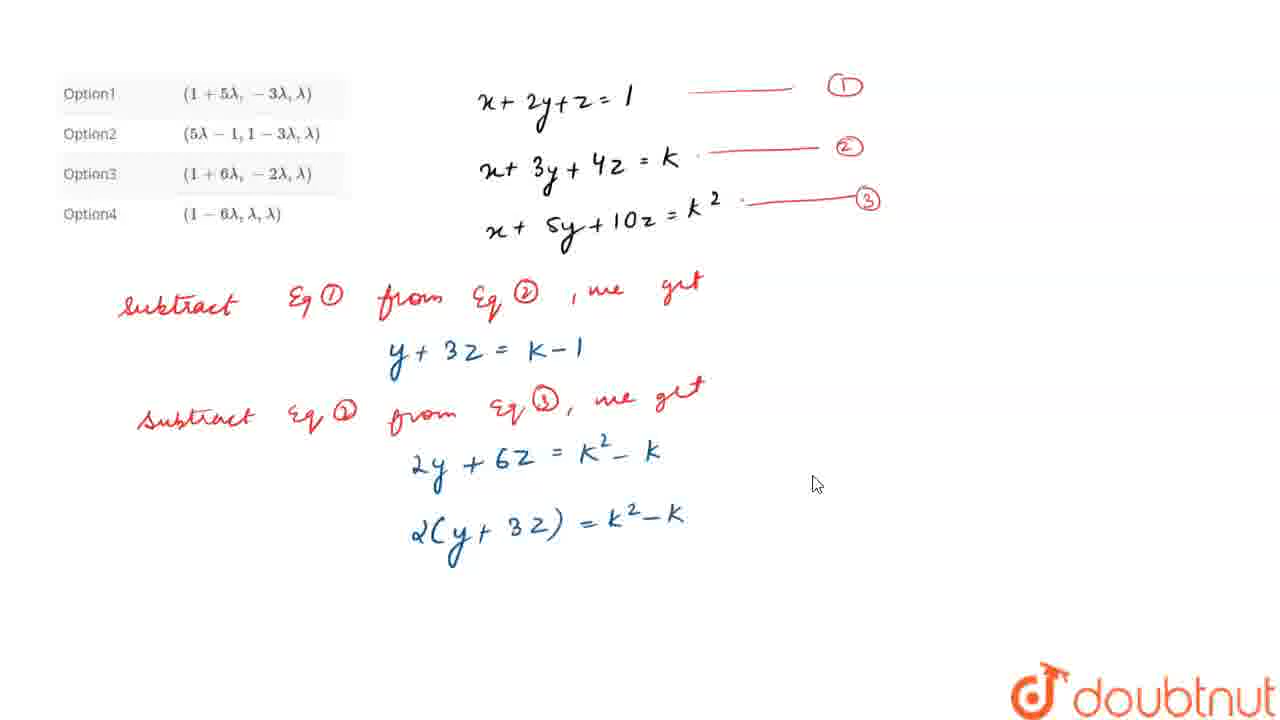 Option1 (1 + 5λ, − 3λ, λ)
Option2 (5λ − 1, 1 − 3λ, λ)
Option3 (1 + 6λ, − 2λ, λ)
Option4 (1 − 6λ, λ, λ)
x + 2y + z = 1 ——— ①
x + 3y + 4z = k ——— ②
x + 5y + 10z = k² ——— ③
Subtract Eq ① from Eq ②, we get
y + 3z = k − 1
Subtract Eq ② from Eq ③, we get
2y + 6z = k² − k
2(y + 3z) = k² − k
doubtnut